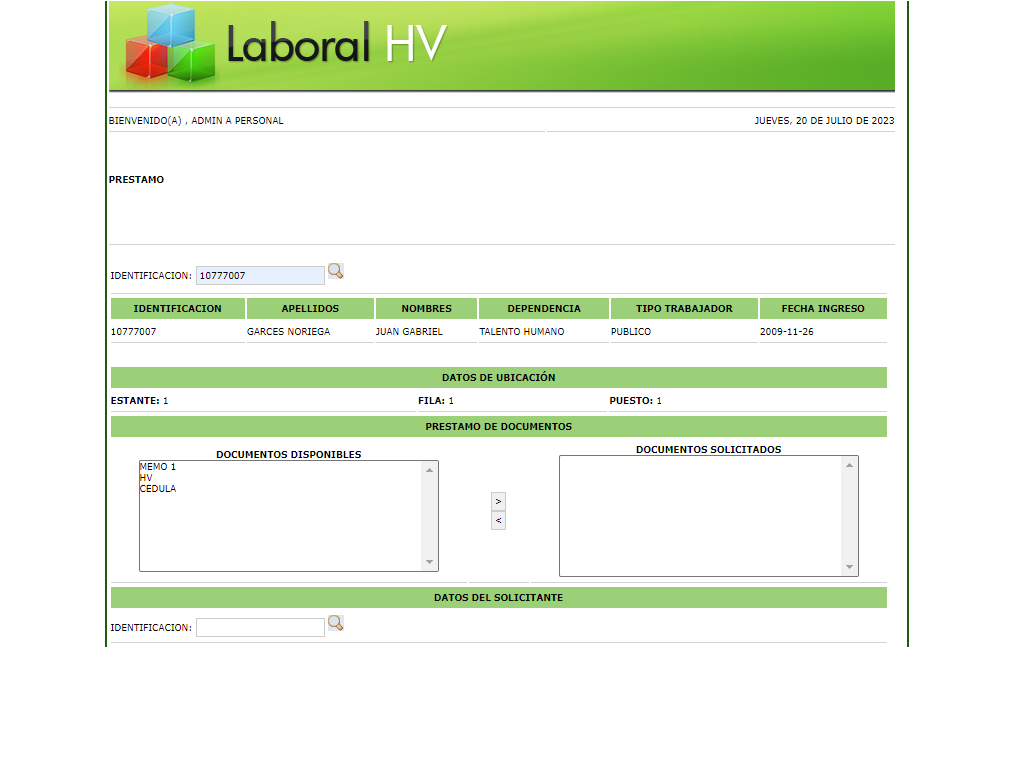 Laboral HV
BIENVENIDO(A) , ADMIN A PERSONAL JUEVES, 20 DE JULIO DE 2023
PRESTAMO
IDENTIFICACION: 10777007
IDENTIFICACION APELLIDOS NOMBRES DEPENDENCIA TIPO TRABAJADOR FECHA INGRESO
10777007 GARCES NORIEGA JUAN GABRIEL TALENTO HUMANO PUBLICO 2009-11-26
DATOS DE UBICACIÓN
ESTANTE: 1 FILA: 1 PUESTO: 1
PRESTAMO DE DOCUMENTOS
DOCUMENTOS DISPONIBLES DOCUMENTOS SOLICITADOS
MEMO 1
HV
CEDULA
>
<
DATOS DEL SOLICITANTE
IDENTIFICACION: